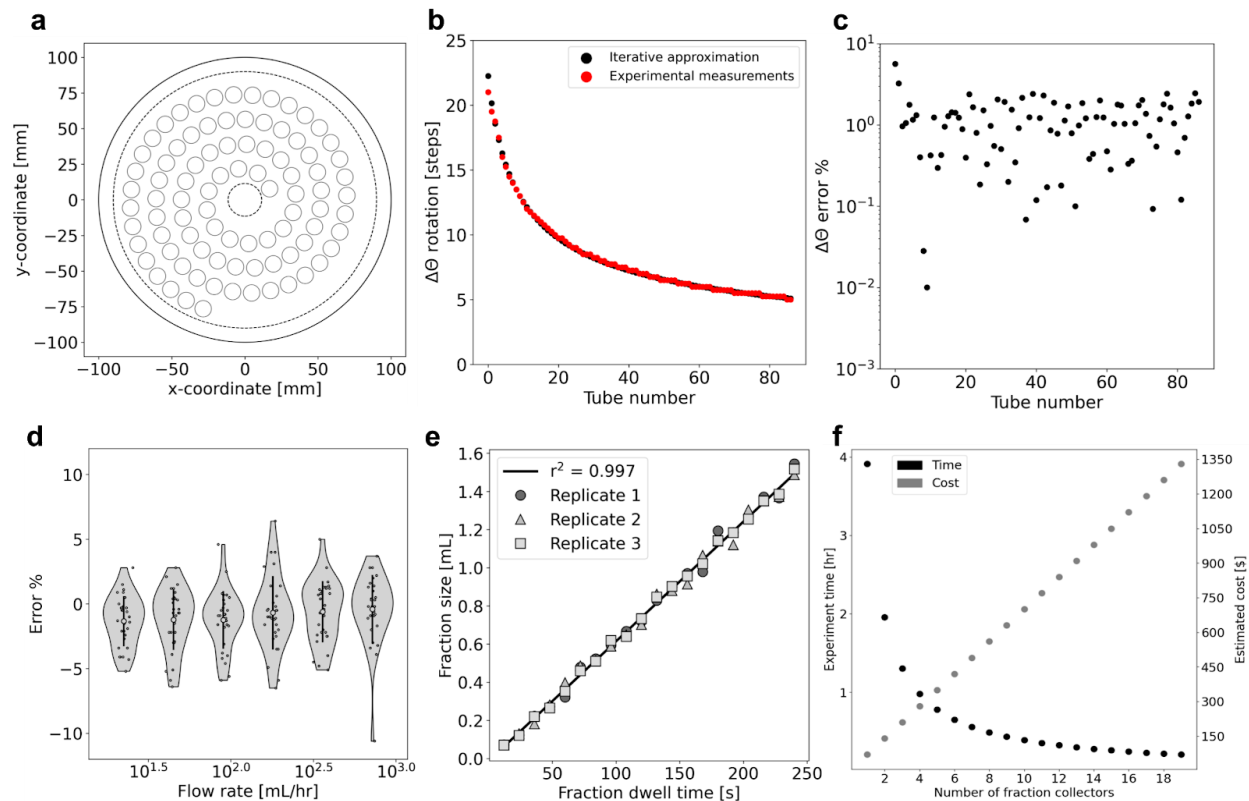 a
100
75
50
25
0
−25
−50
−75
−100
y-coordinate [mm]
−100
−50
0
50
100
x-coordinate [mm]
b
25
20
15
10
5
0
ΔΘ rotation [steps]
Iterative approximation
Experimental measurements
0
20
40
60
80
Tube number
c
10^1
10^0
10^−1
10^−2
10^−3
ΔΘ error %
0
20
40
60
80
Tube number
d
10
5
0
−5
−10
Error %
10^1.5
10^2.0
10^2.5
10^3.0
Flow rate [mL/hr]
e
1.6
1.4
1.2
1.0
0.8
0.6
0.4
0.2
0.0
Fraction size [mL]
r² = 0.997
Replicate 1
Replicate 2
Replicate 3
50
100
150
200
250
Fraction dwell time [s]
f
4
3
2
1
Experiment time [hr]
Time
Cost
1350
1200
1050
900
750
600
450
300
150
Estimated cost [$]
2
4
6
8
10
12
14
16
18
Number of fraction collectors